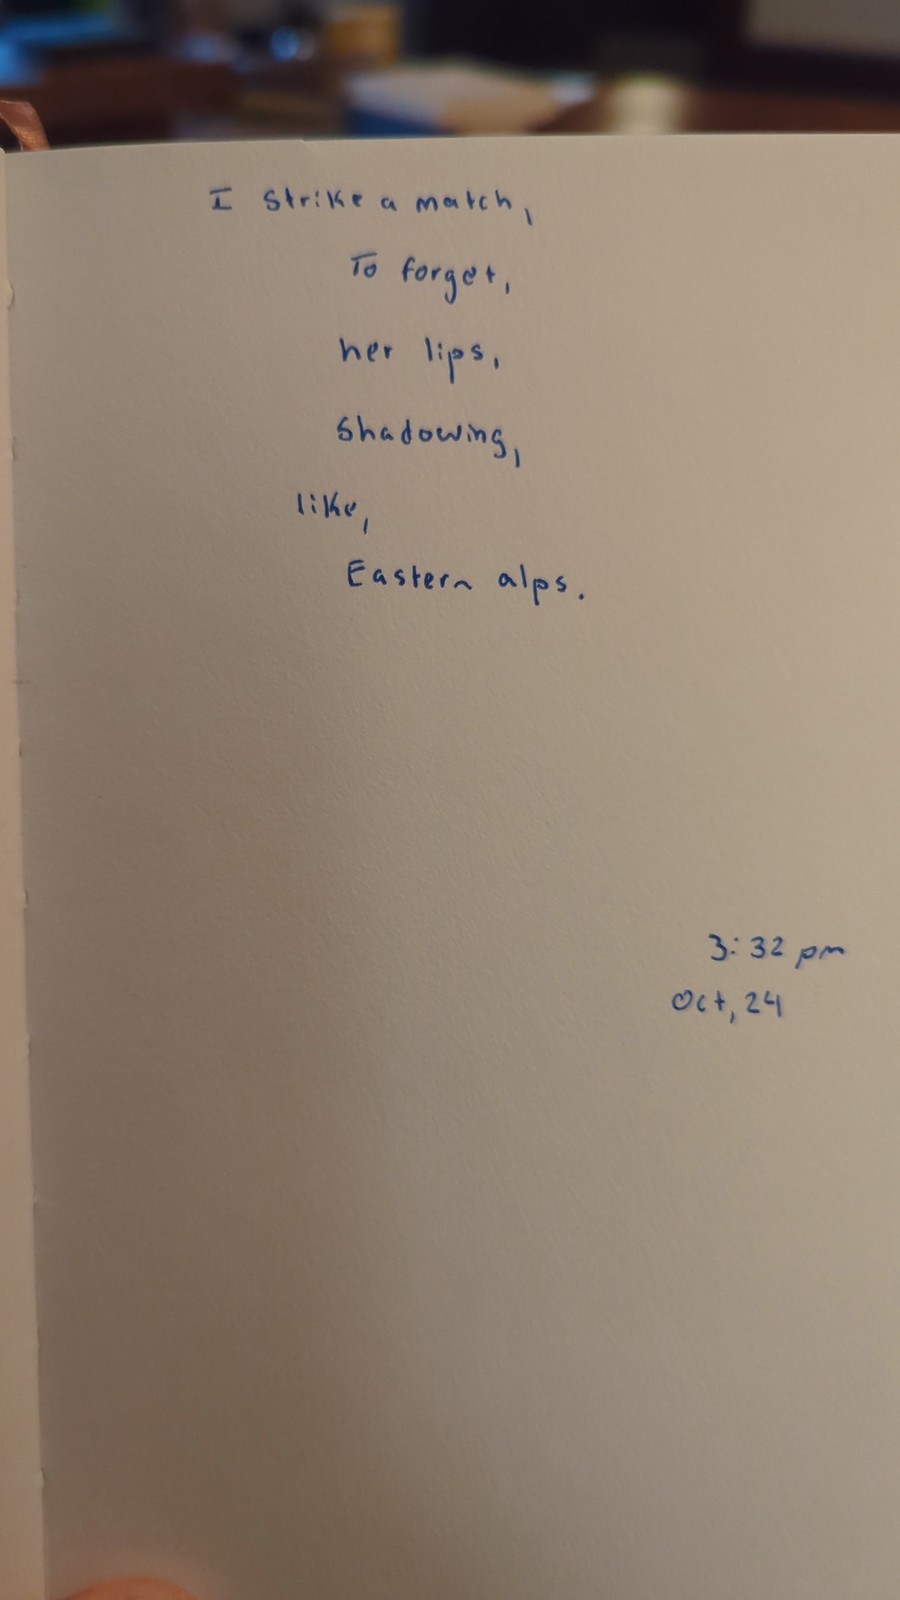 I strike a match,
To forget,
her lips,
shadowing,
like,
Eastern alps.
3:32 pm
Oct, 24